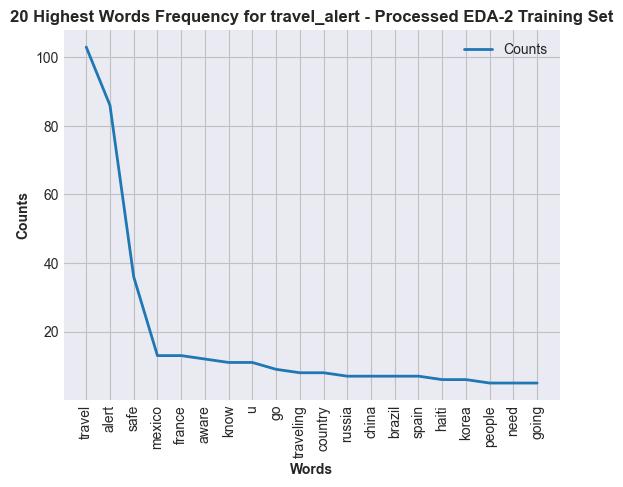 20 Highest Words Frequency for travel_alert - Processed EDA-2 Training Set
Counts
100
80
60
40
20
Counts
travel
alert
safe
mexico
france
aware
know
u
go
traveling
country
russia
china
brazil
spain
haiti
korea
people
need
going
Words